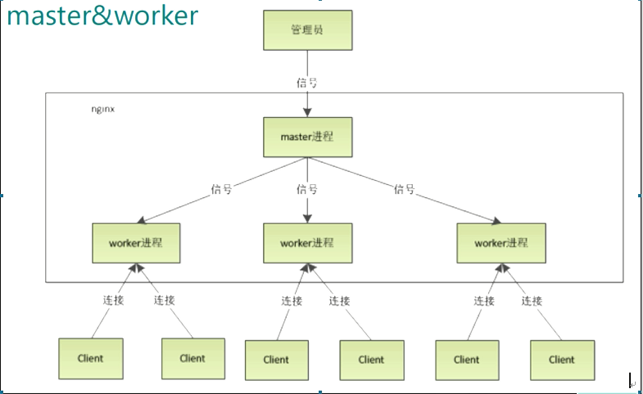 master&worker
管理员
信号
nginx
master进程
信号
信号
信号
worker进程
worker进程
worker进程
连接
连接
连接
连接
连接
连接
Client
Client
Client
Client
Client
Client